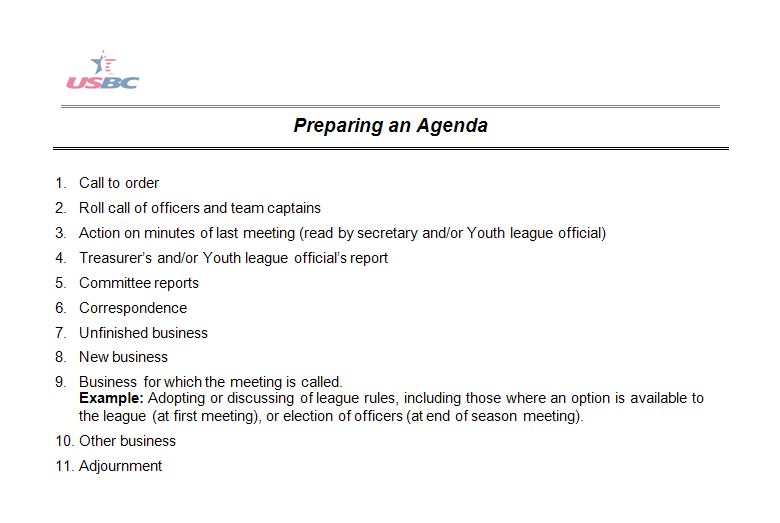 USBC
Preparing an Agenda
1. Call to order
2. Roll call of officers and team captains
3. Action on minutes of last meeting (read by secretary and/or Youth league official)
4. Treasurer’s and/or Youth league official’s report
5. Committee reports
6. Correspondence
7. Unfinished business
8. New business
9. Business for which the meeting is called.
Example: Adopting or discussing of league rules, including those where an option is available to
the league (at first meeting), or election of officers (at end of season meeting).
10. Other business
11. Adjournment